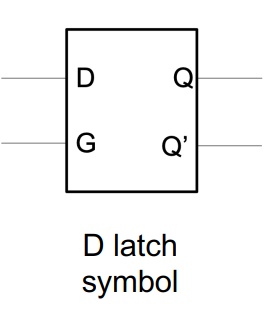 D Q
G Q’
D latch
symbol